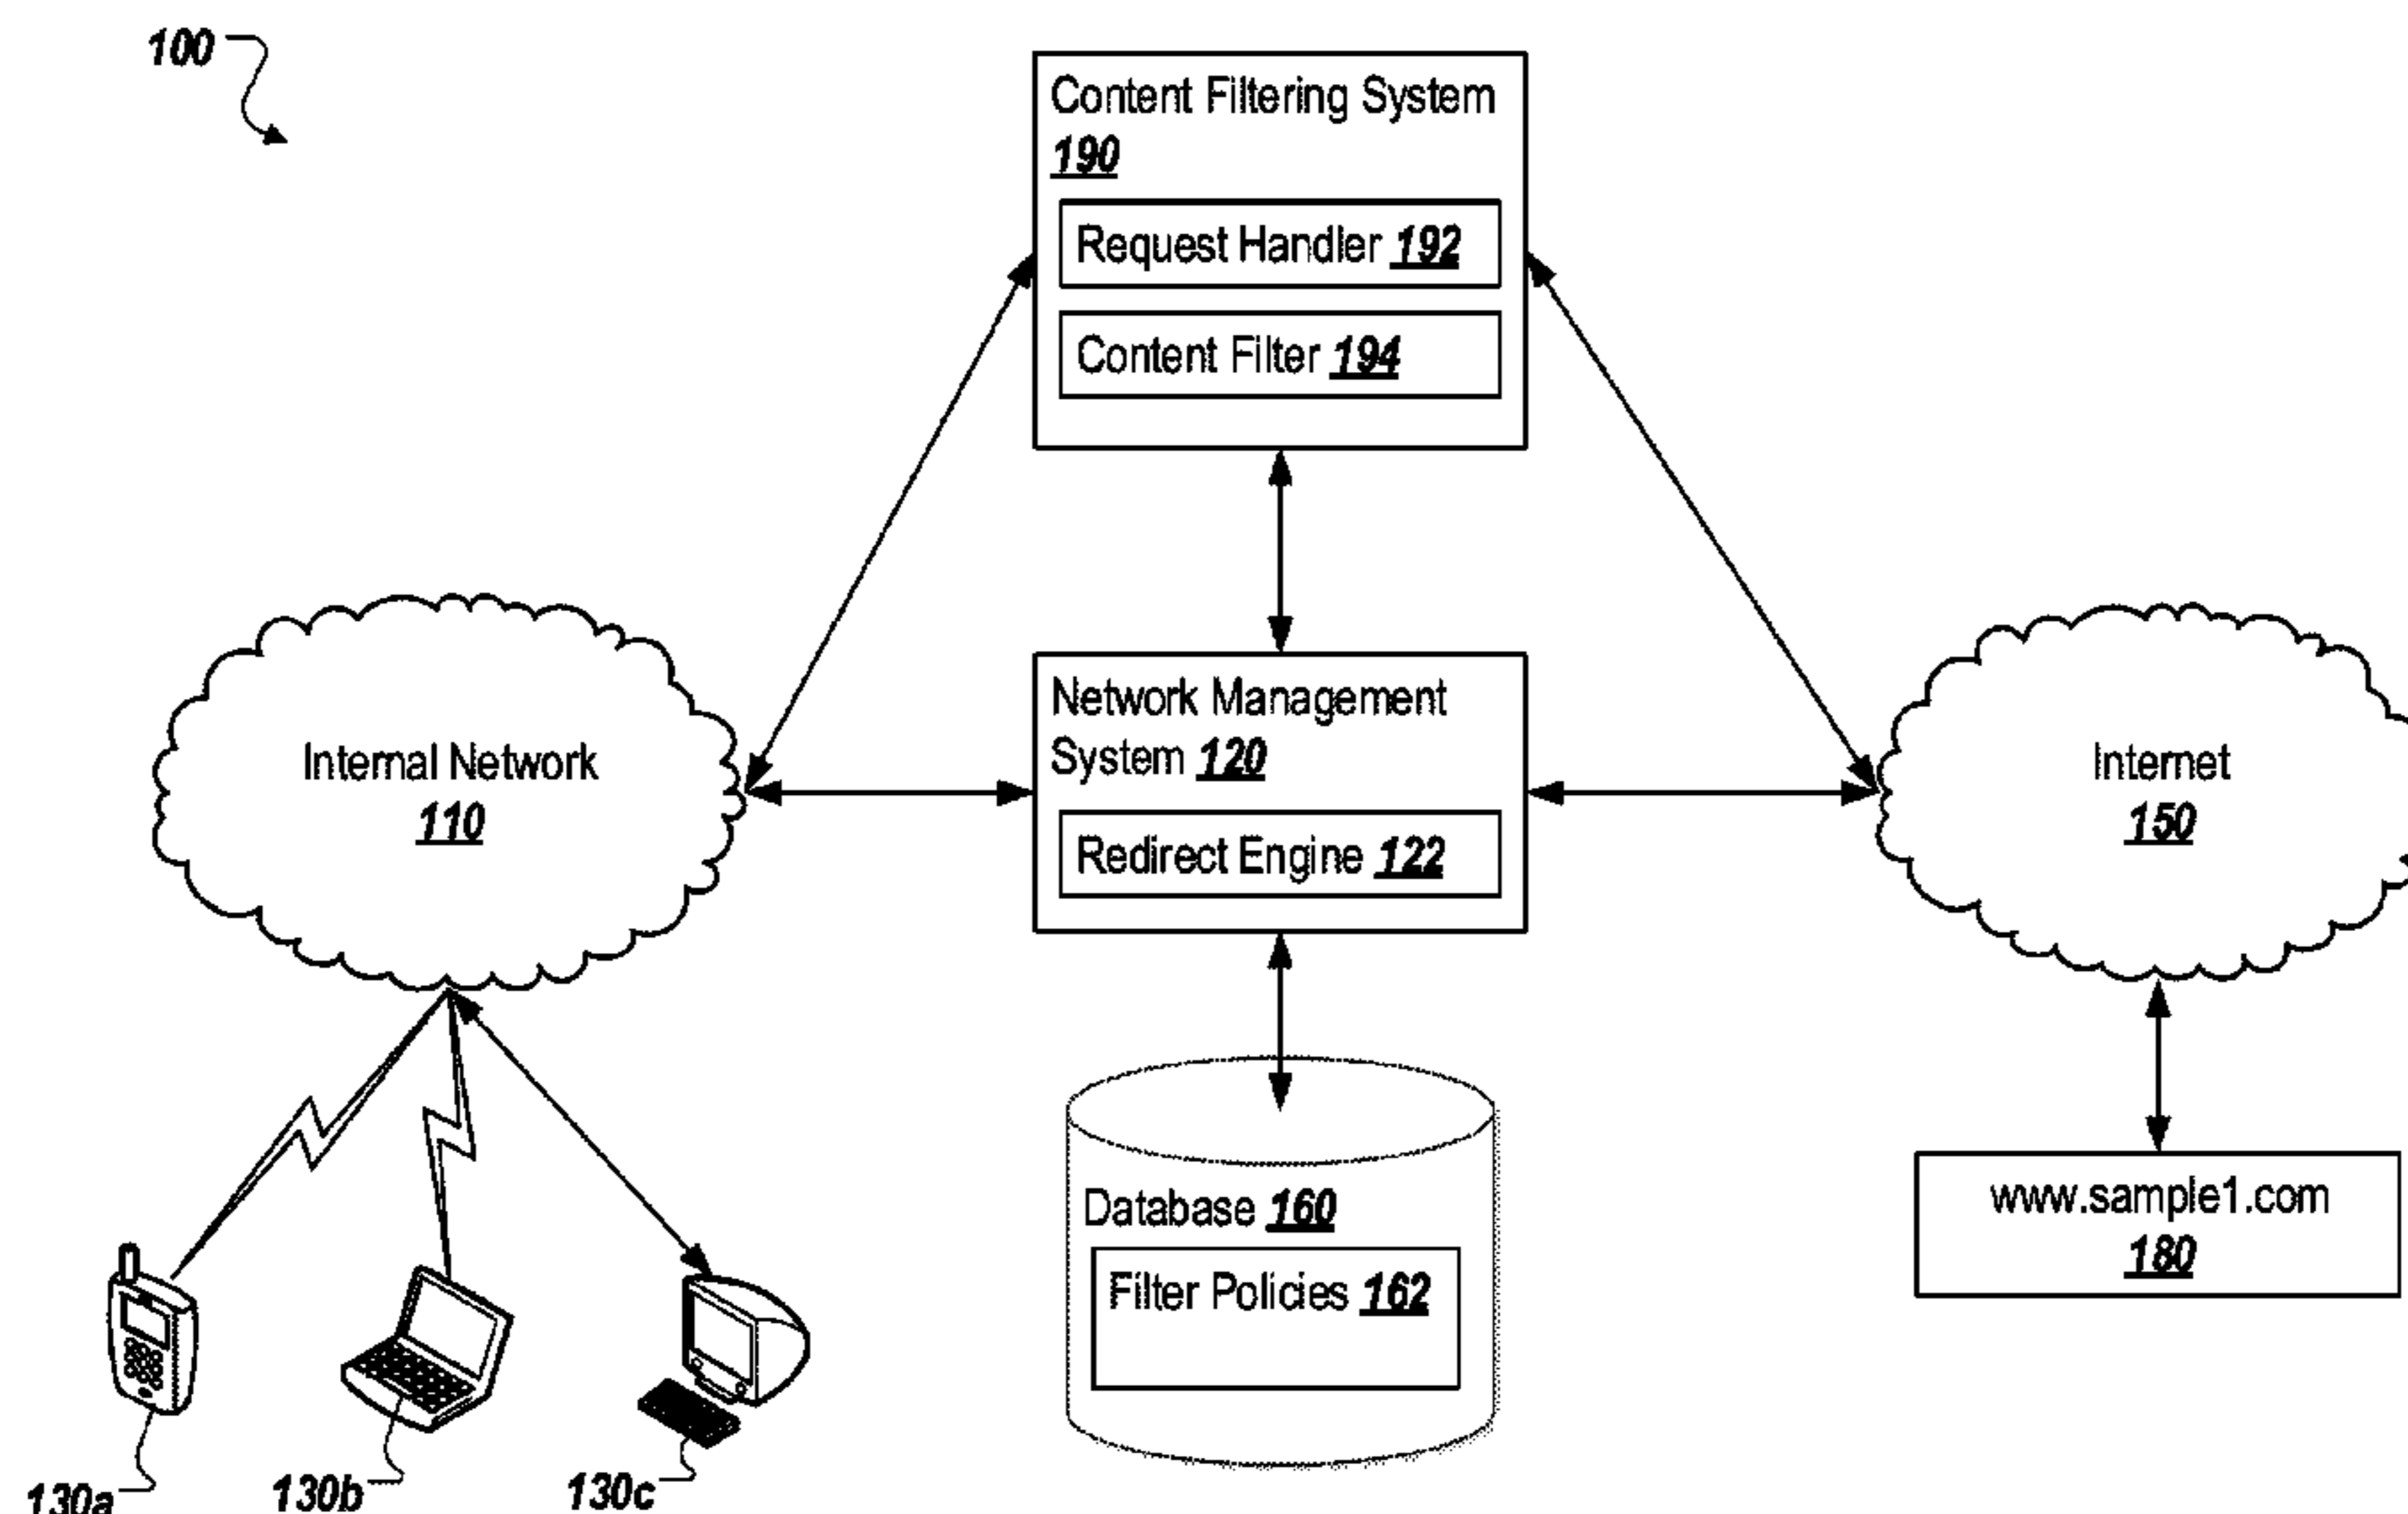 100
Content Filtering System
190
Request Handler 192
Content Filter 194
Internal Network
110
Network Management
System 120
Redirect Engine 122
Internet
150
Database 160
Filter Policies 162
www.sample1.com
180
130a
130b
130c